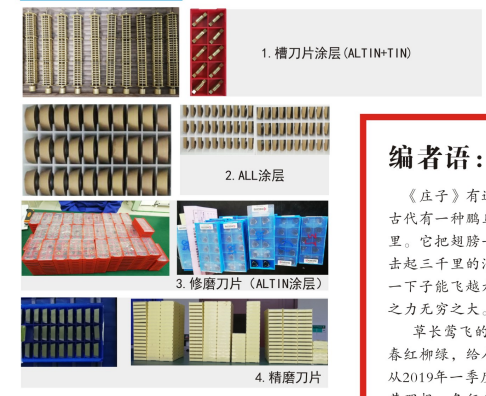 1.槽刀片涂层(ALTIN+TIN)
2.ALL涂层
3.修磨刀片（ALTIN涂层）
4.精磨刀片
编者语：
《庄子》有
古代有一种鹏
里。它把翅膀
击起三千里的
一下子能飞越
之力无穷之大。
草长莺飞的
春红柳绿，给
从2019年一季